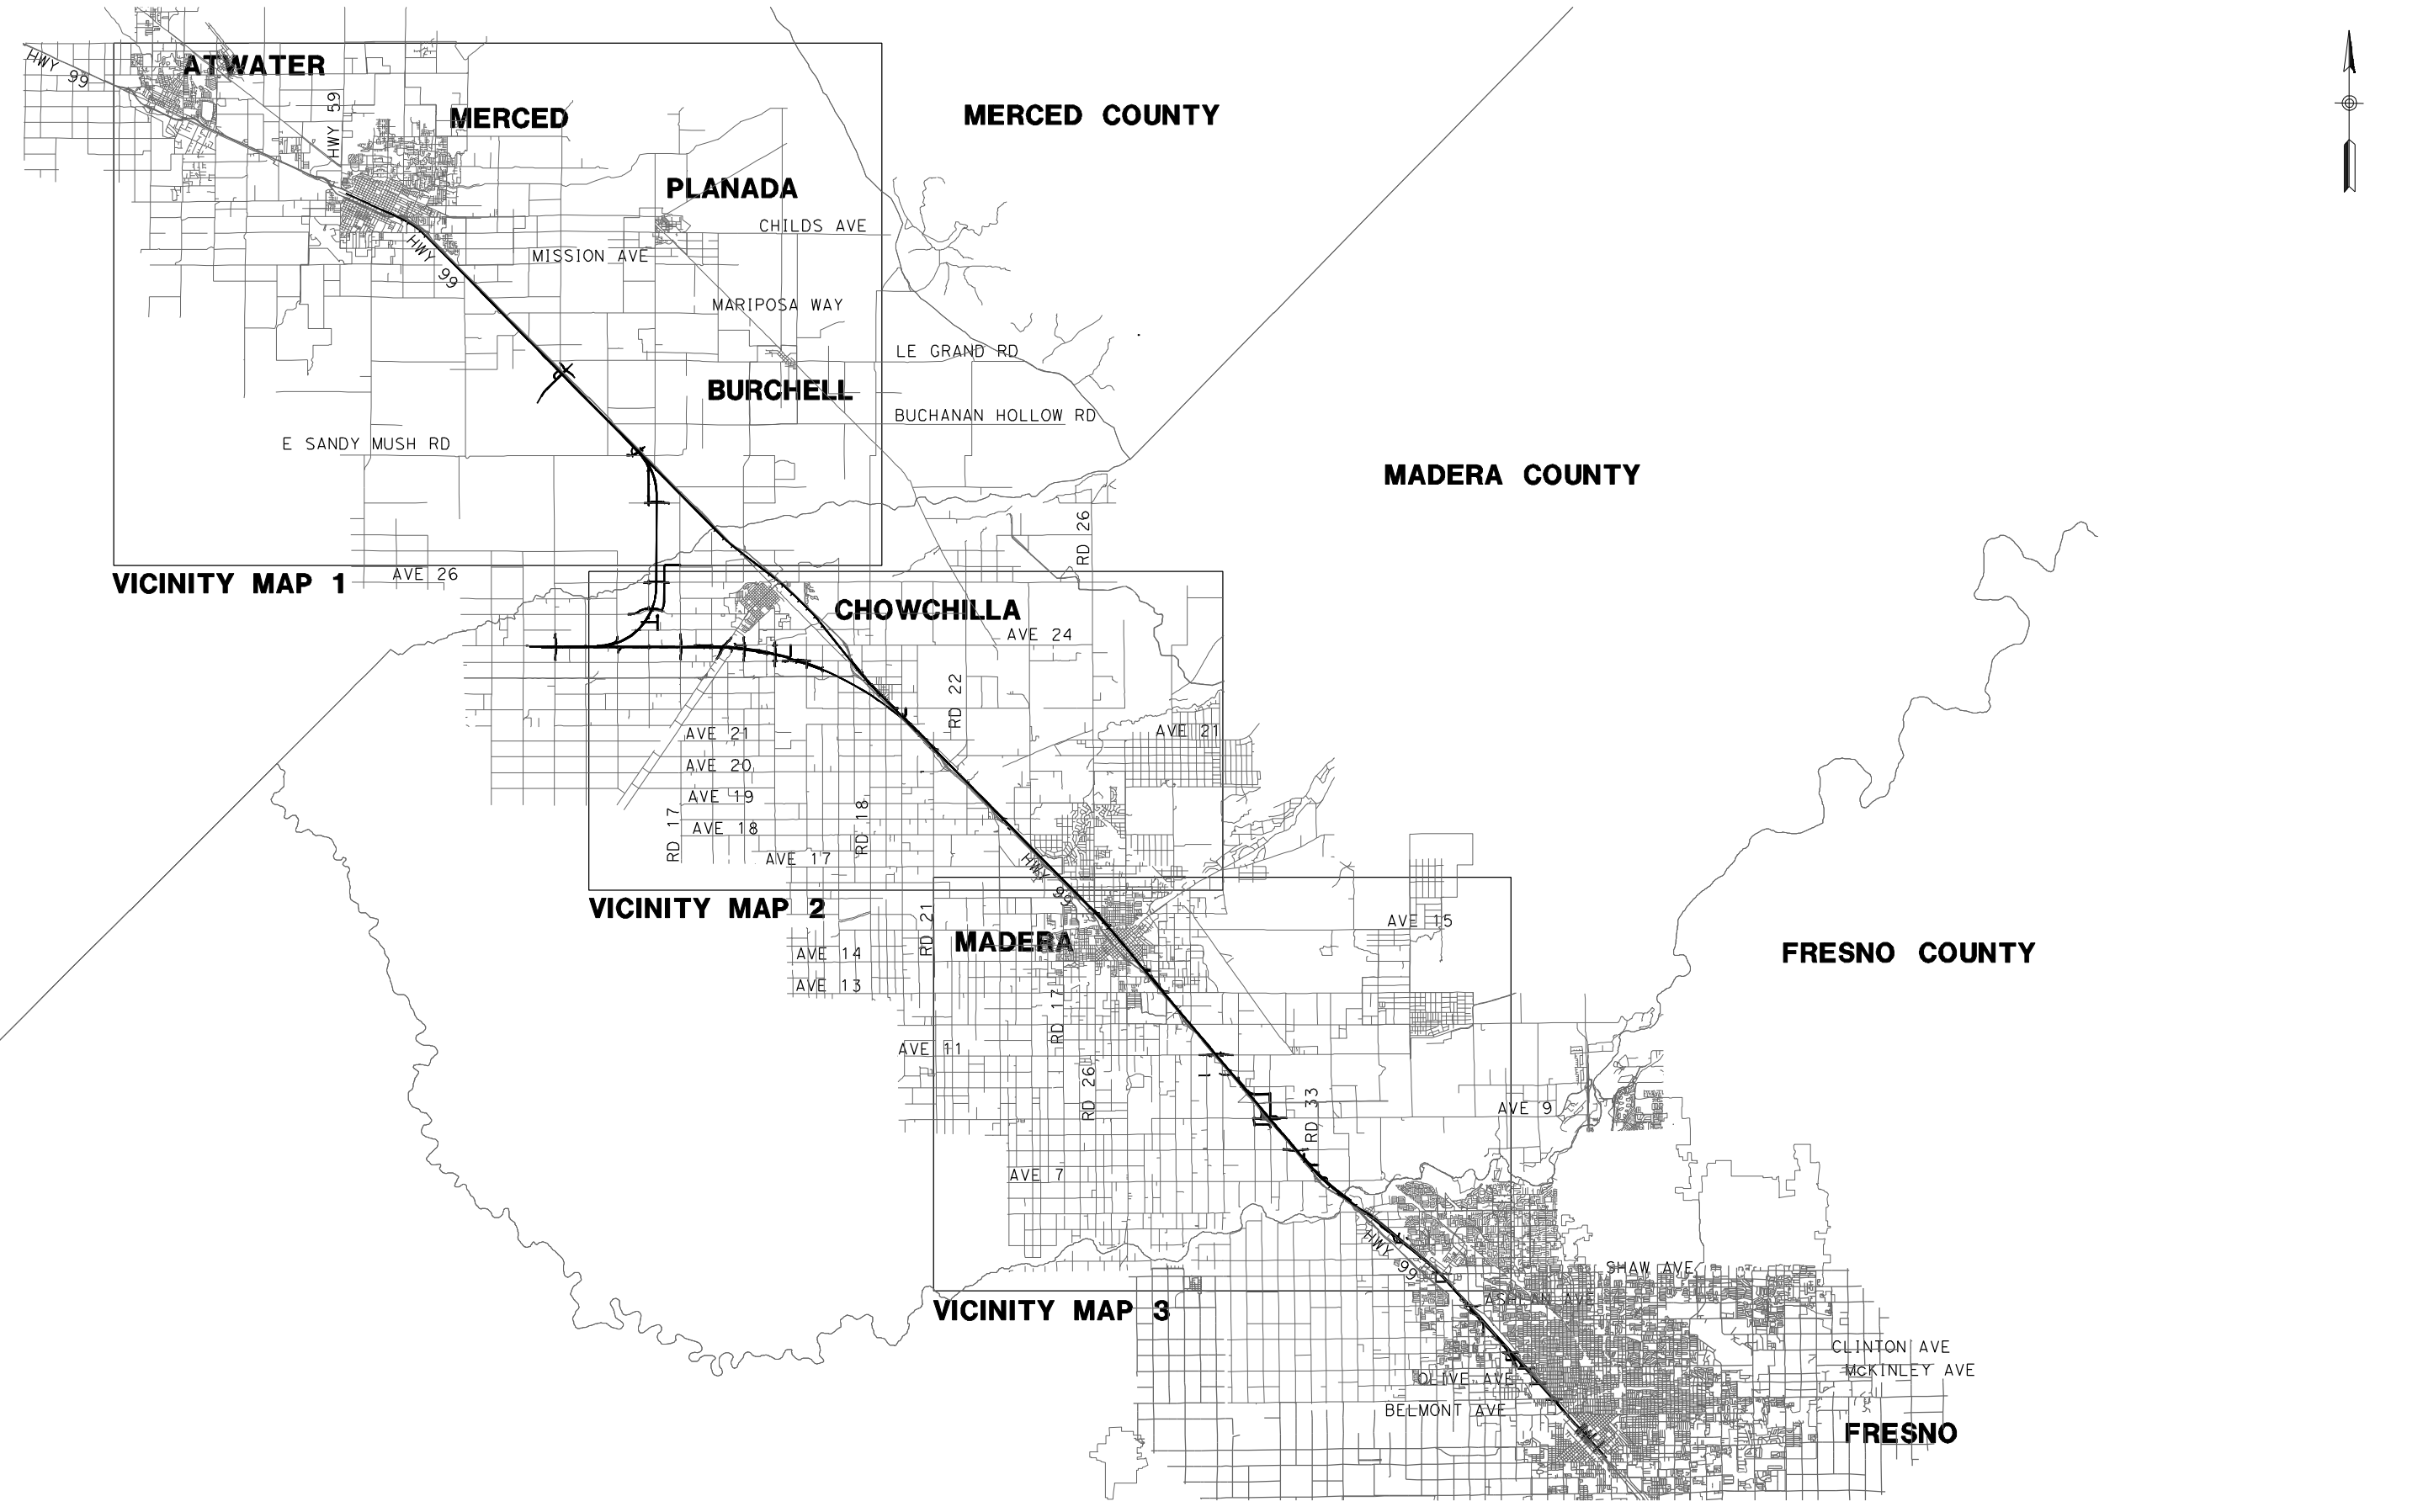 HWY 99
ATWATER
HWY 59
MERCED
MERCED COUNTY
PLANADA
CHILDS AVE
HWY 99
MISSION AVE
MARIPOSA WAY
LE GRAND RD
BURCHELL
BUCHANAN HOLLOW RD
E SANDY MUSH RD
MADERA COUNTY
RD 26
AVE 26
VICINITY MAP 1
CHOWCHILLA
AVE 24
RD 22
AVE 21
AVE 21
AVE 20
AVE 19
RD 17
AVE 18
RD 18
AVE 17
HWY 99
VICINITY MAP 2
RD 21
AVE 15
MADERA
AVE 14
FRESNO COUNTY
AVE 13
RD 17
AVE 11
RD 26
RD 33
AVE 9
AVE 7
HWY 99
SHAW AVE
VICINITY MAP 3
ASHLAN AVE
CLINTON AVE
McKINLEY AVE
OLIVE AVE
BELMONT AVE
FRESNO